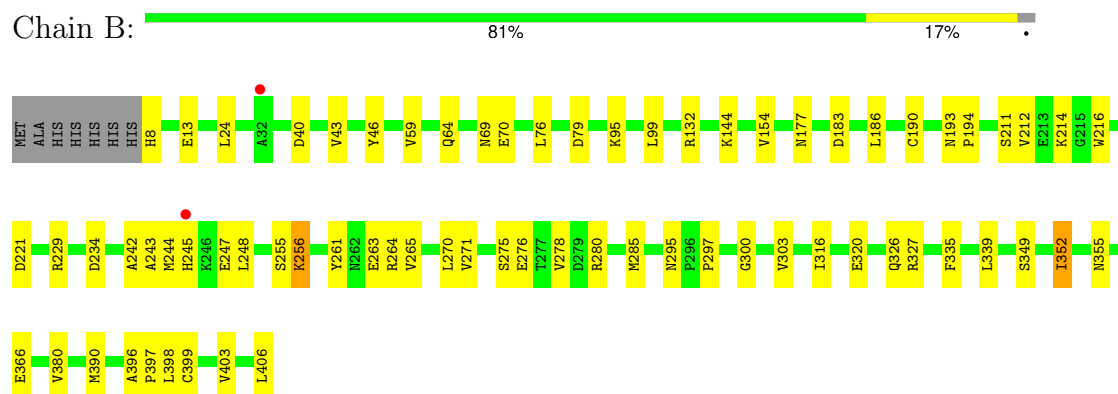 Chain B:
81% 17% •
MET ALA HIS HIS HIS HIS HIS HIS H8 E13 L24 A32 D40 V43 Y46 V59 Q64 N69 E70 L76 D79 K95 L99 R132 K144 V154 N177 D183 L186 C190 N193 P194 S211 V212 E213 K214 G215 W216
D221 R229 D234 A242 A243 M244 H245 K246 E247 L248 S255 K256 Y261 N262 E263 R264 V265 L270 V271 S275 E276 T277 V278 D279 R280 M285 N295 P296 P297 G300 V303 I316 E320 Q326 R327 F335 L339 S349 I352 N355
E366 V380 M390 A396 P397 L398 C399 V403 L406